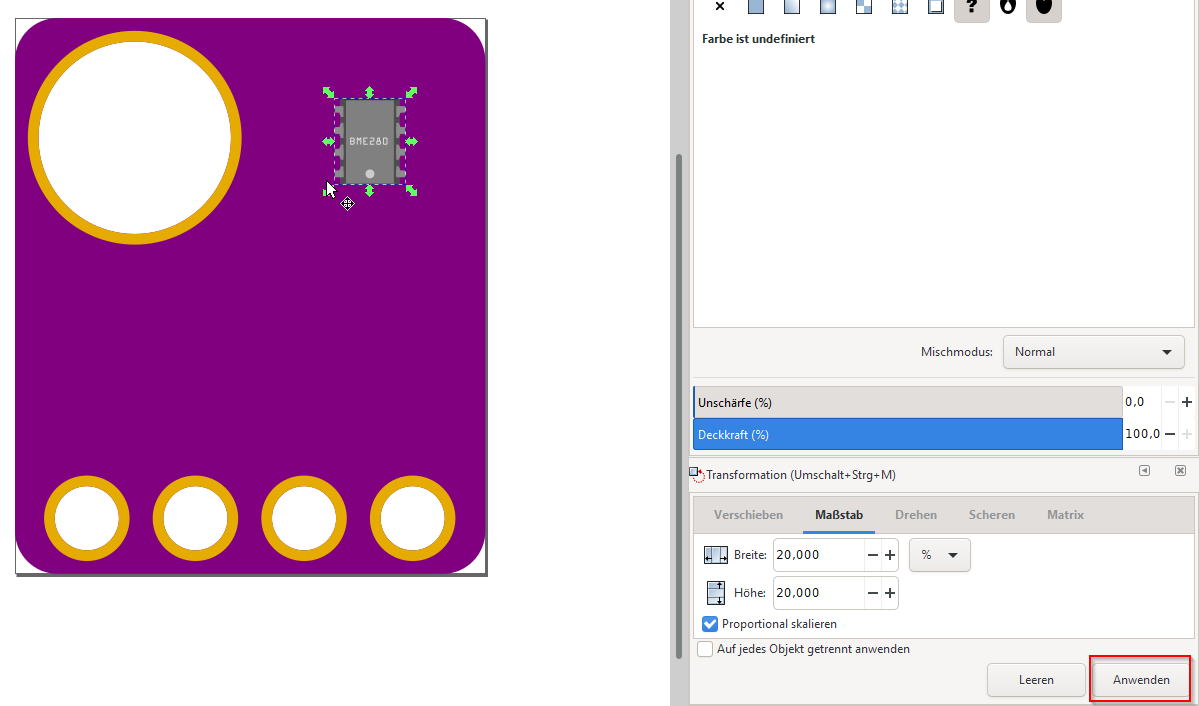 ?
Farbe ist undefiniert
BME280
Mischmodus: Normal
Unschärfe (%) 0,0
Deckkraft (%) 100,0
Transformation (Umschalt+Strg+M)
Verschieben Maßstab Drehen Scheren Matrix
Breite: 20,000 %
Höhe: 20,000
Proportional skalieren
Auf jedes Objekt getrennt anwenden
Leeren Anwenden